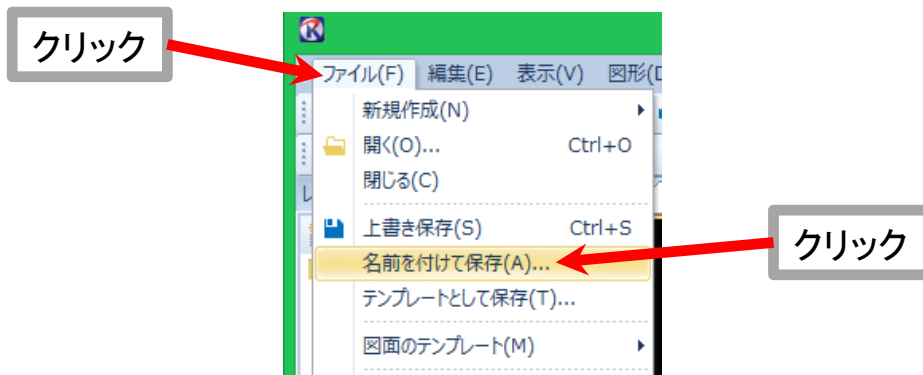 クリック
ファイル(F) 編集(E) 表示(V) 図形(
新規作成(N)
開く(O)... Ctrl+O
閉じる(C)
上書き保存(S) Ctrl+S
名前を付けて保存(A)...
クリック
テンプレートとして保存(T)...
図面のテンプレート(M)